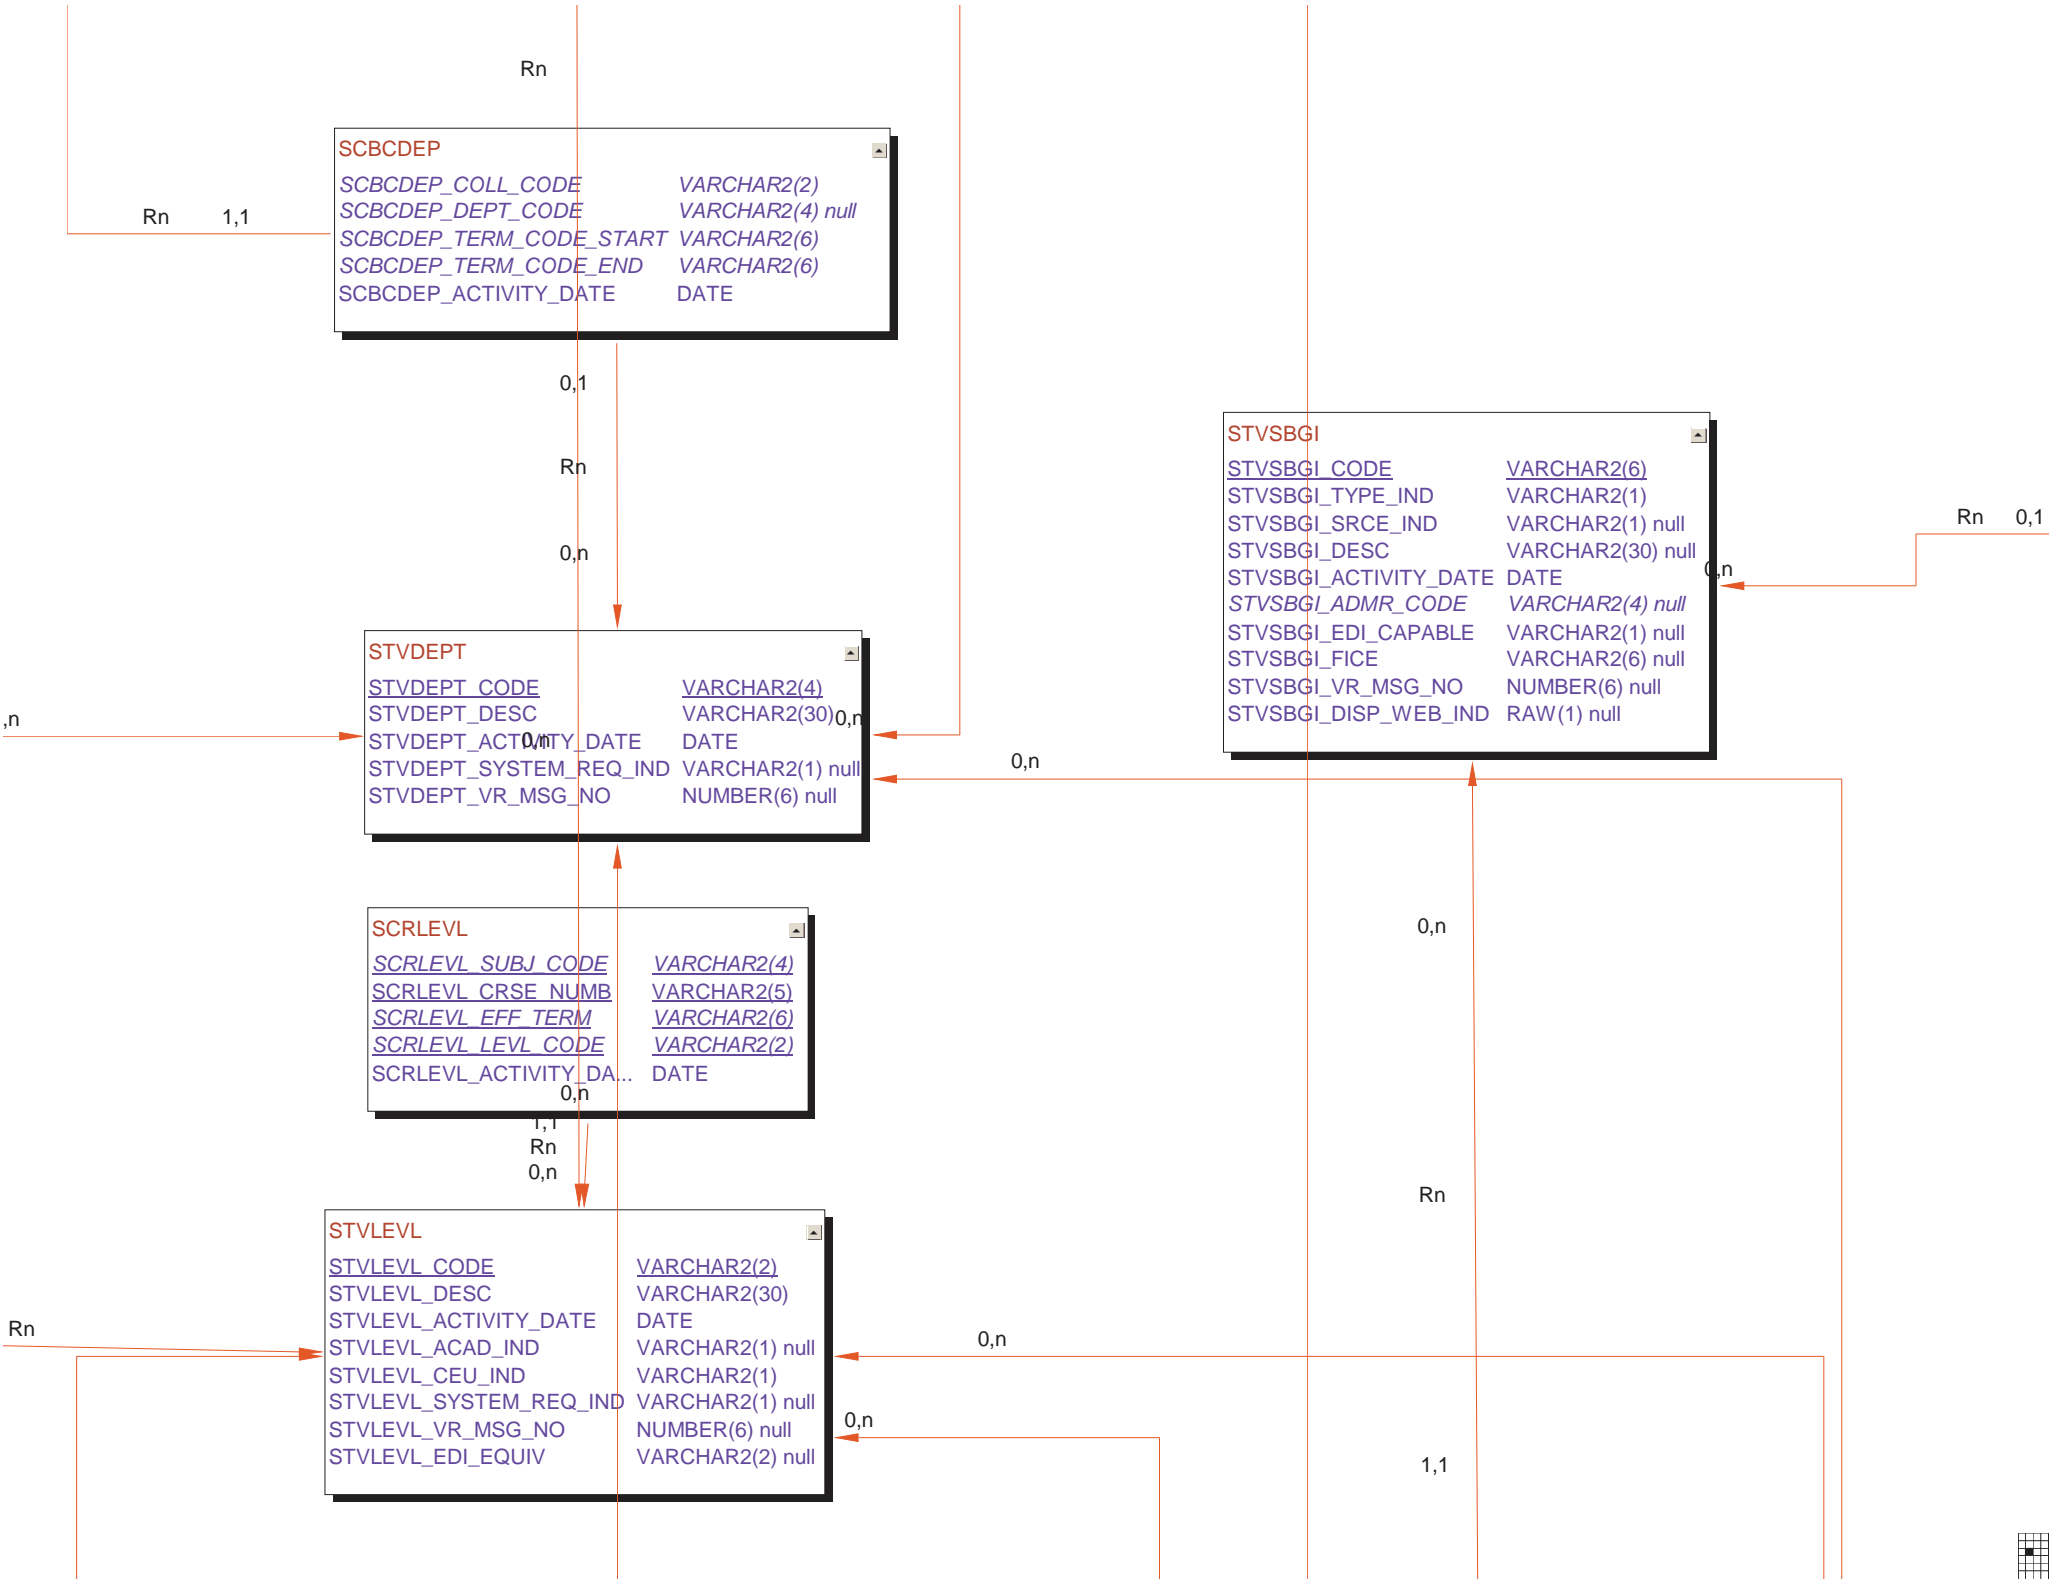 Rn
SCBCDEP
SCBCDEP_COLL_CODE VARCHAR2(2)
SCBCDEP_DEPT_CODE VARCHAR2(4) null
SCBCDEP_TERM_CODE_START VARCHAR2(6)
SCBCDEP_TERM_CODE_END VARCHAR2(6)
SCBCDEP_ACTIVITY_DATE DATE
Rn 1,1
0,1
Rn
0,n
STVSBGI
STVSBGI_CODE VARCHAR2(6)
STVSBGI_TYPE_IND VARCHAR2(1)
STVSBGI_SRCE_IND VARCHAR2(1) null
STVSBGI_DESC VARCHAR2(30) null
STVSBGI_ACTIVITY_DATE DATE
STVSBGI_ADMR_CODE VARCHAR2(4) null
STVSBGI_EDI_CAPABLE VARCHAR2(1) null
STVSBGI_FICE VARCHAR2(6) null
STVSBGI_VR_MSG_NO NUMBER(6) null
STVSBGI_DISP_WEB_IND RAW(1) null
Rn 0,1
0,n
STVDEPT
STVDEPT_CODE VARCHAR2(4)
STVDEPT_DESC VARCHAR2(30)
STVDEPT_ACTIVITY_DATE DATE
STVDEPT_SYSTEM_REQ_IND VARCHAR2(1) null
STVDEPT_VR_MSG_NO NUMBER(6) null
,n
0,n
0,n
0,n
SCRLEVL
SCRLEVL_SUBJ_CODE VARCHAR2(4)
SCRLEVL_CRSE_NUMB VARCHAR2(5)
SCRLEVL_EFF_TERM VARCHAR2(6)
SCRLEVL_LEVL_CODE VARCHAR2(2)
SCRLEVL_ACTIVITY_DA... DATE
0,n
1,1
Rn
0,n
0,n
Rn
1,1
STVLEVL
STVLEVL_CODE VARCHAR2(2)
STVLEVL_DESC VARCHAR2(30)
STVLEVL_ACTIVITY_DATE DATE
STVLEVL_ACAD_IND VARCHAR2(1) null
STVLEVL_CEU_IND VARCHAR2(1)
STVLEVL_SYSTEM_REQ_IND VARCHAR2(1) null
STVLEVL_VR_MSG_NO NUMBER(6) null
STVLEVL_EDI_EQUIV VARCHAR2(2) null
Rn
0,n
0,n